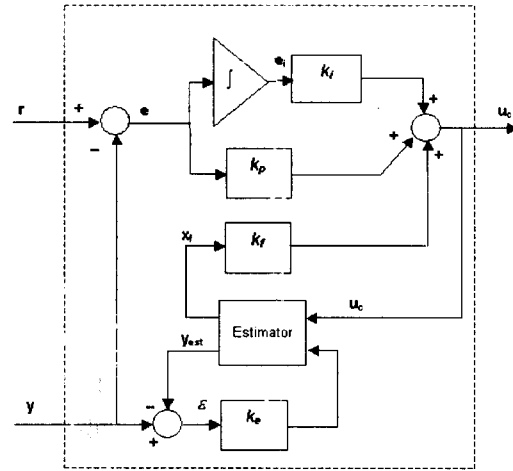 ∫
e_i
k_i
r
+
e
−
+
+
+
u_c
k_p
x_f
k_f
u_c
Estimator
y_est
y
−
ε
k_e
+